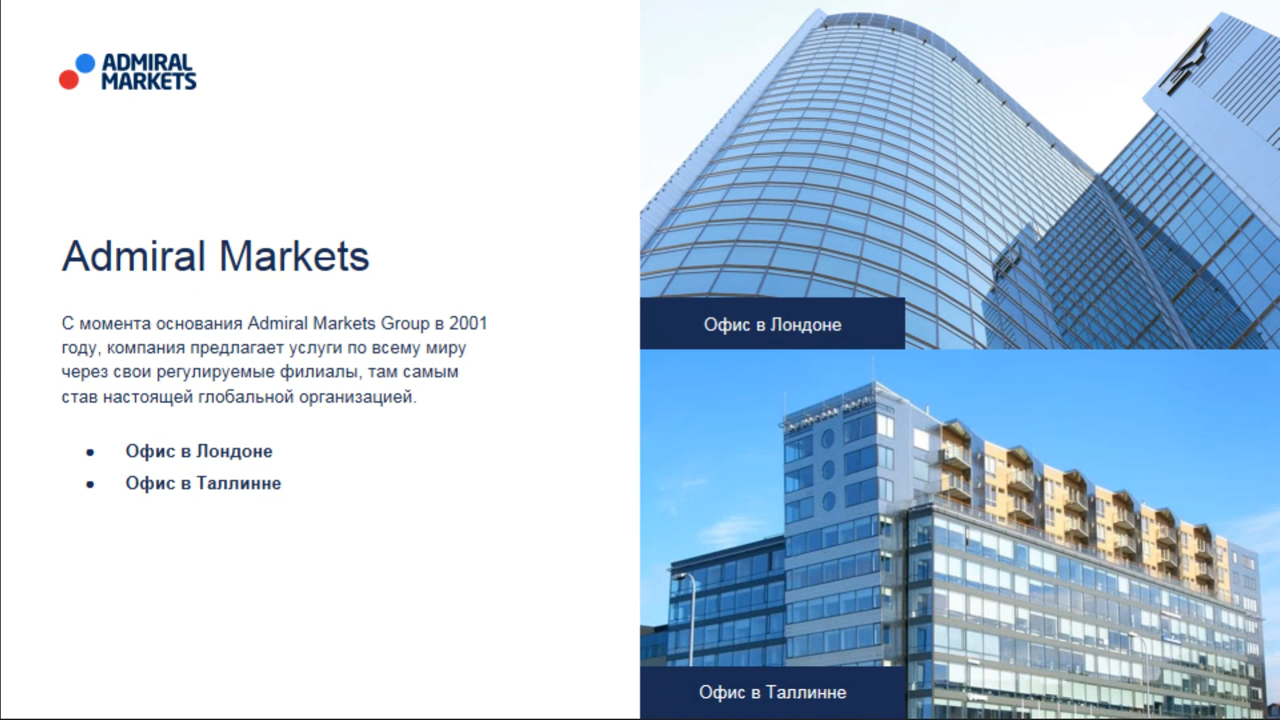 ADMIRAL
MARKETS
Admiral Markets
С момента основания Admiral Markets Group в 2001
году, компания предлагает услуги по всему миру
через свои регулируемые филиалы, там самым
став настоящей глобальной организацией.
• Офис в Лондоне
• Офис в Таллинне
Офис в Лондоне
Офис в Таллинне